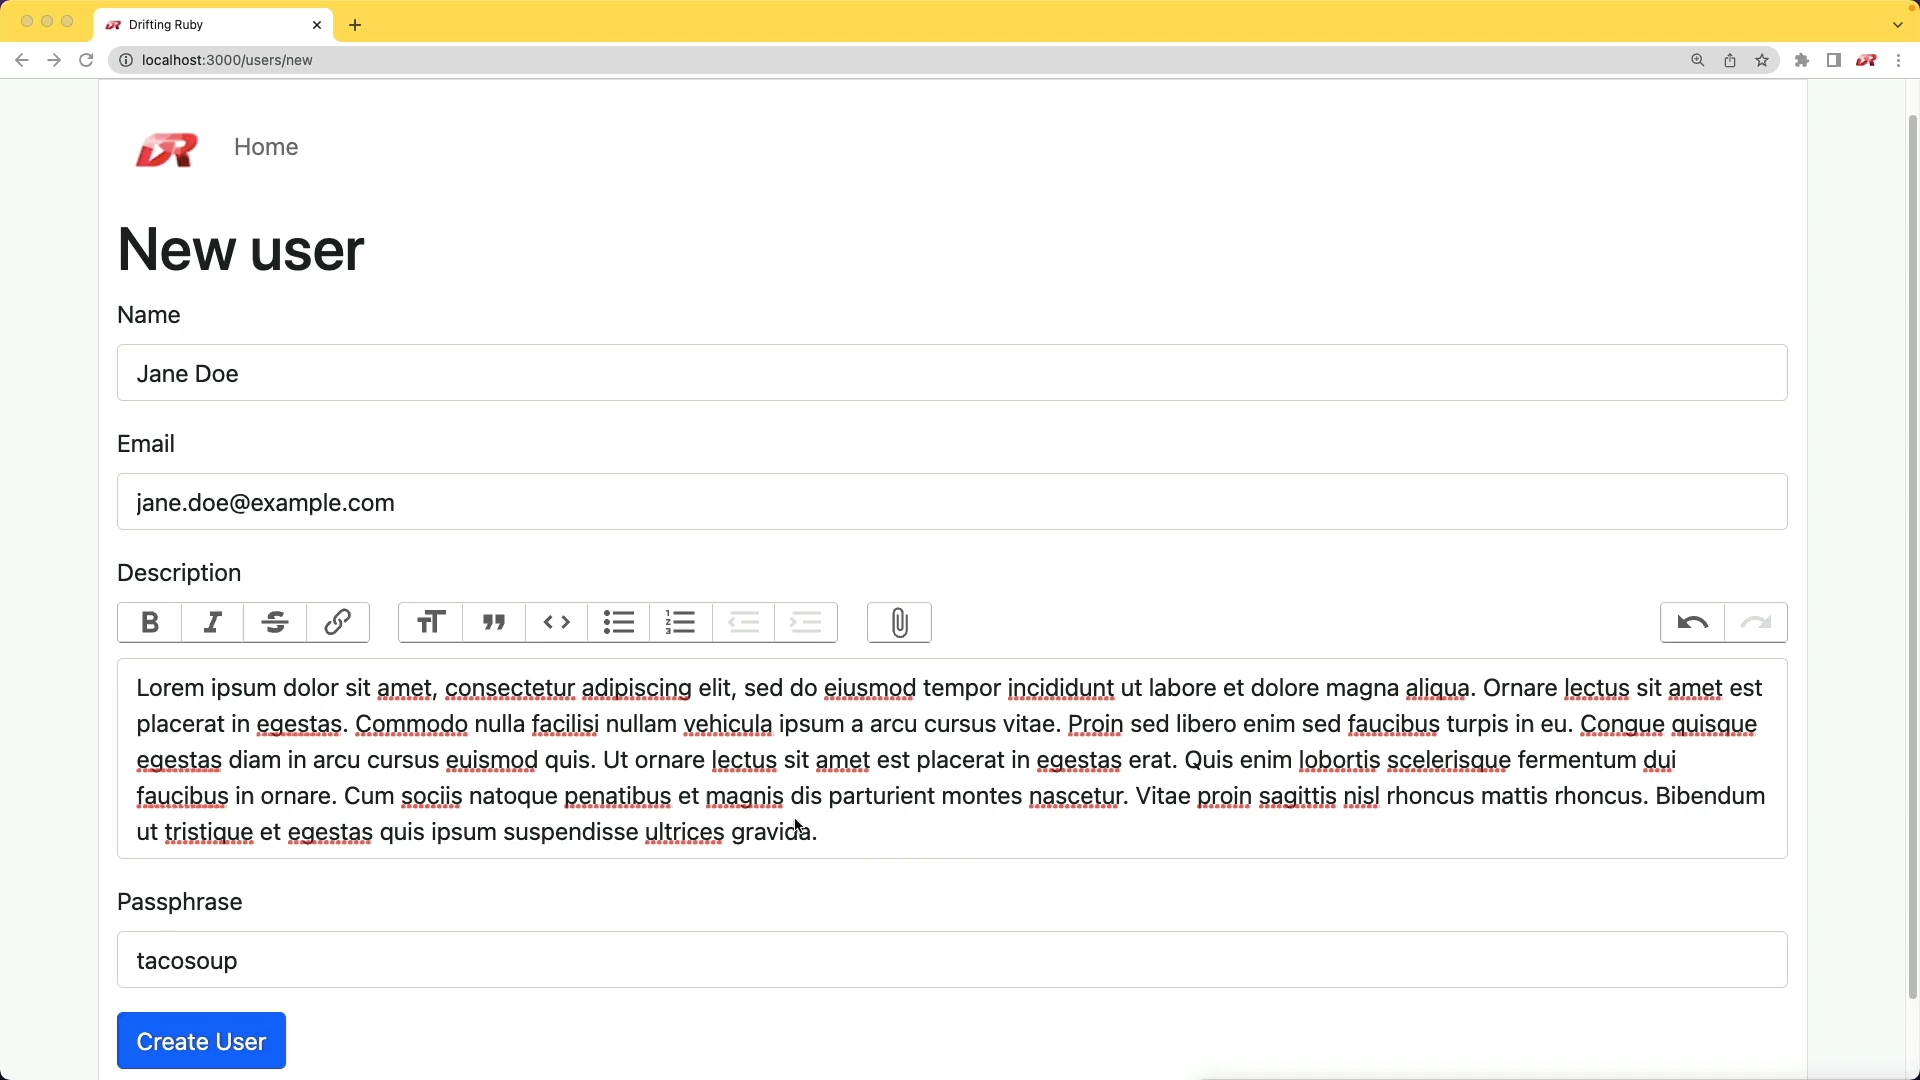 Drifting Ruby
localhost:3000/users/new
Home
New user
Name
Jane Doe
Email
jane.doe@example.com
Description
Lorem ipsum dolor sit amet, consectetur adipiscing elit, sed do eiusmod tempor incididunt ut labore et dolore magna aliqua. Ornare lectus sit amet est
placerat in egestas. Commodo nulla facilisi nullam vehicula ipsum a arcu cursus vitae. Proin sed libero enim sed faucibus turpis in eu. Congue quisque
egestas diam in arcu cursus euismod quis. Ut ornare lectus sit amet est placerat in egestas erat. Quis enim lobortis scelerisque fermentum dui
faucibus in ornare. Cum sociis natoque penatibus et magnis dis parturient montes nascetur. Vitae proin sagittis nisl rhoncus mattis rhoncus. Bibendum
ut tristique et egestas quis ipsum suspendisse ultrices gravida.
Passphrase
tacosoup
Create User